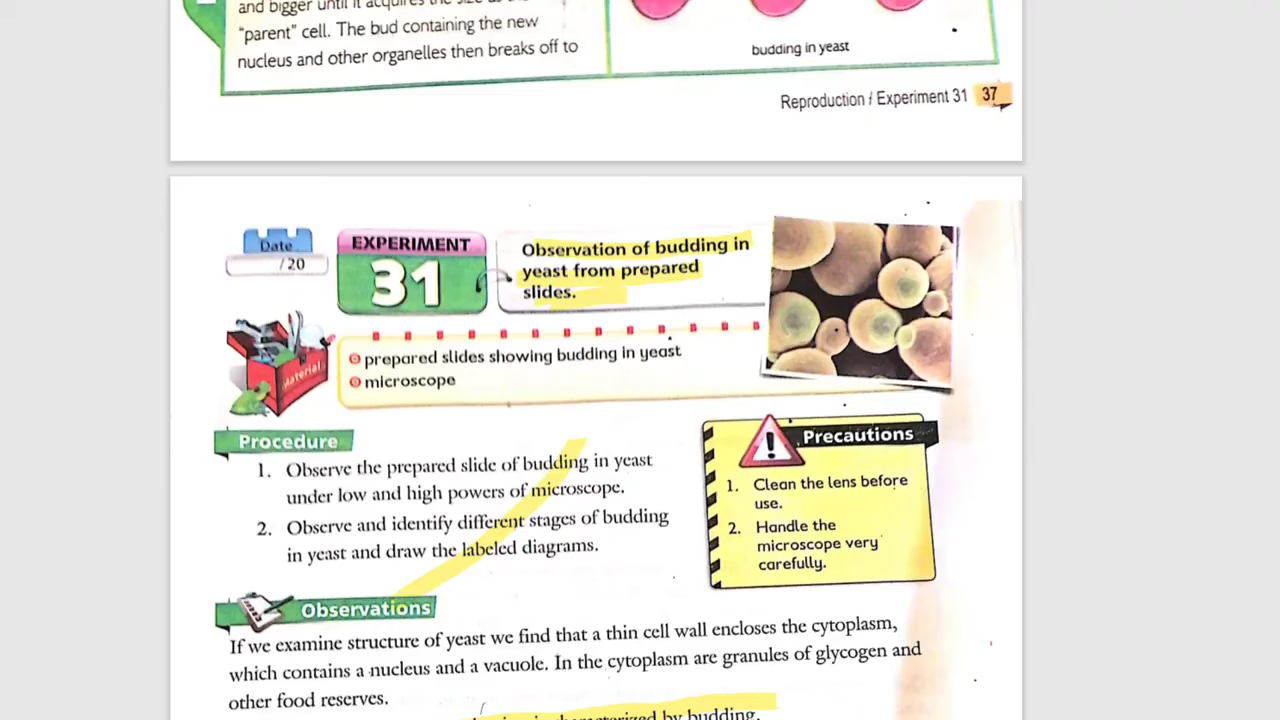 and bigger until it acquires the size as the
"parent" cell. The bud containing the new
nucleus and other organelles then breaks off to
budding in yeast
Reproduction / Experiment 31 37
Date
/20
EXPERIMENT
31
Observation of budding in
yeast from prepared
slides.
Material
prepared slides showing budding in yeast
microscope
Procedure
1. Observe the prepared slide of budding in yeast
under low and high powers of microscope.
2. Observe and identify different stages of budding
in yeast and draw the labeled diagrams.
Precautions
1. Clean the lens before
use.
2. Handle the
microscope very
carefully.
Observations
If we examine structure of yeast we find that a thin cell wall encloses the cytoplasm,
which contains a nucleus and a vacuole. In the cytoplasm are granules of glycogen and
other food reserves.
is characterized by budding.